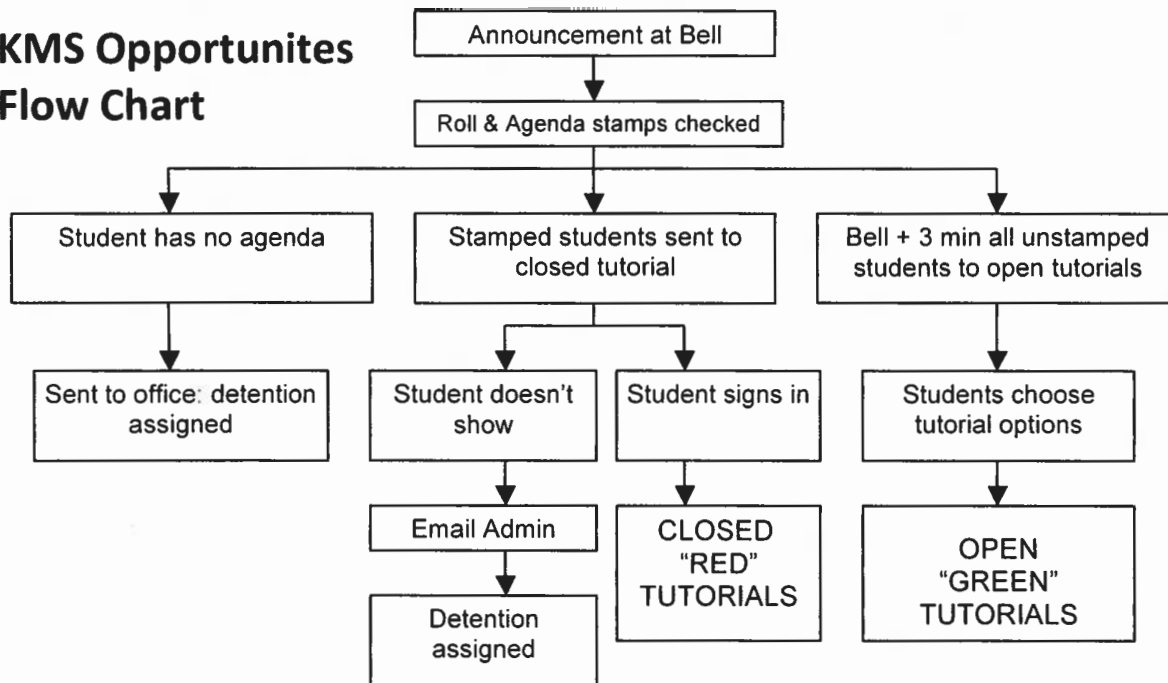 KMS Opportunites
Flow Chart
Announcement at Bell
Roll & Agenda stamps checked
Student has no agenda
Stamped students sent to
closed tutorial
Bell + 3 min all unstamped
students to open tutorials
Sent to office: detention
assigned
Student doesn't
show
Student signs in
Students choose
tutorial options
Email Admin
CLOSED
“RED”
TUTORIALS
OPEN
“GREEN”
TUTORIALS
Detention
assigned